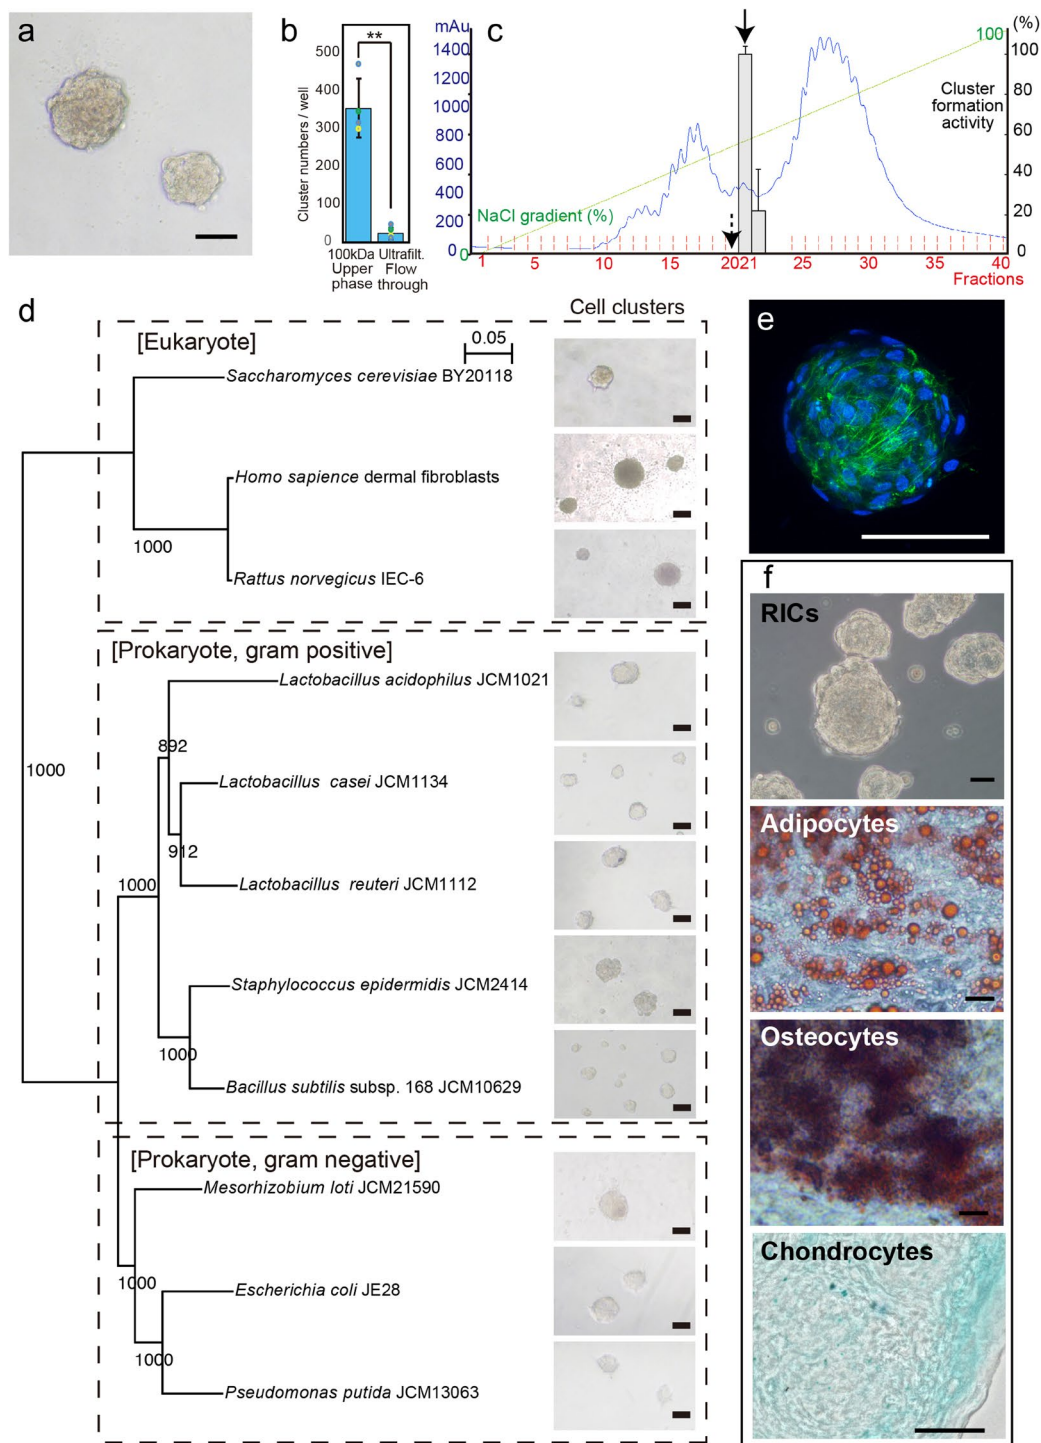 a
b
500
400
300
200
100
0
Cluster numbers / well
**
100kDa Ultrafilt.
Upper Flow
phase through
c
mAu
1400
1000
1000
800
600
400
200
0
0
NaCl gradient (%)
100
(%)
100
80
60
40
20
0
Cluster
formation
activity
1 5 10 15 2021 25 30 35 40
Fractions
d
Cell clusters
[Eukaryote]
0.05
Saccharomyces cerevisiae BY20118
Homo sapience dermal fibroblasts
1000
Rattus norvegicus IEC-6
[Prokaryote, gram positive]
Lactobacillus acidophilus JCM1021
892
1000
Lactobacillus casei JCM1134
912
1000
Lactobacillus reuteri JCM1112
Staphylococcus epidermidis JCM2414
1000
Bacillus subtilis subsp. 168 JCM10629
[Prokaryote, gram negative]
Mesorhizobium loti JCM21590
1000
Escherichia coli JE28
1000
Pseudomonas putida JCM13063
e
f
RICs
Adipocytes
Osteocytes
Chondrocytes